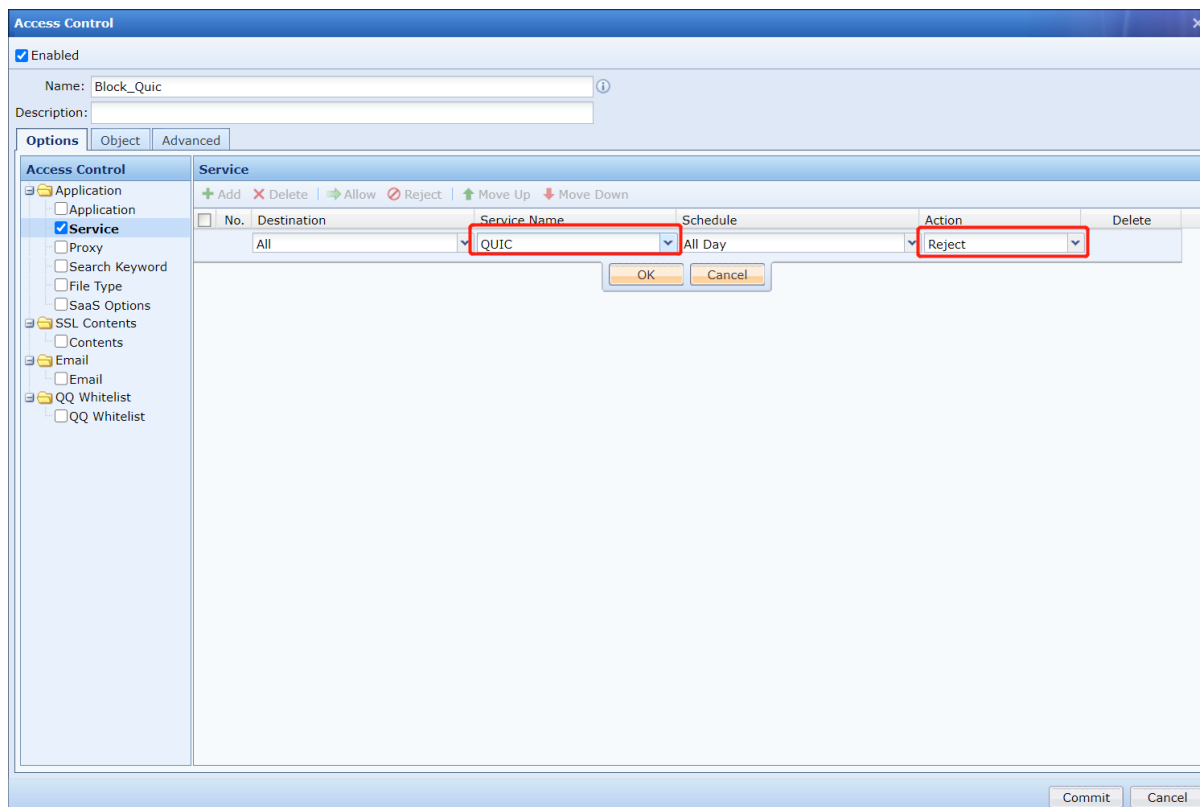 Access Control
Enabled
Name: Block_Quic
Description:
Options Object Advanced
Access Control
Application
Application
Service
Proxy
Search Keyword
File Type
SaaS Options
SSL Contents
Contents
Email
Email
QQ Whitelist
QQ Whitelist
Service
Add Delete Allow Reject Move Up Move Down
No. Destination Service Name Schedule Action Delete
All QUIC All Day Reject
OK Cancel
Commit Cancel